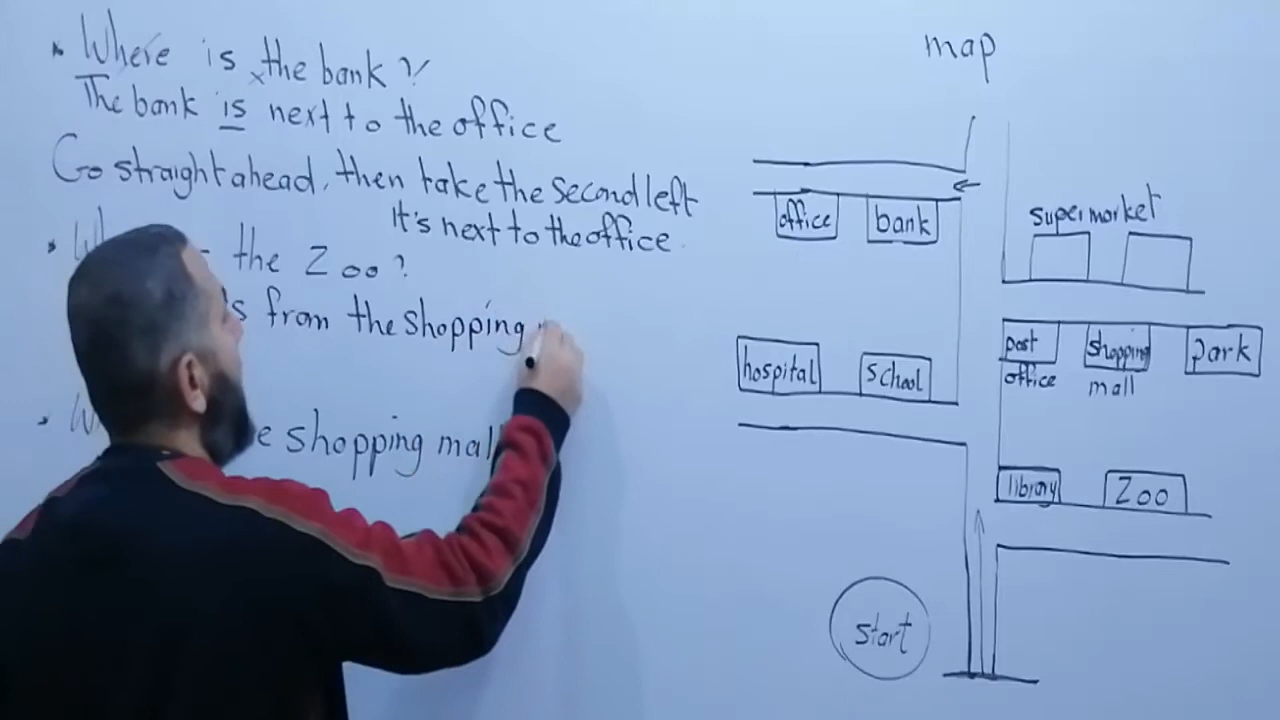 Where is the bank?
The bank is next to the office
Go straight ahead, then take the second left
It's next to the office.
the Zoo?
from the shopping
shopping mall
map
office bank
supermarket
hospital school
post office
shopping mall
park
library Zoo
start